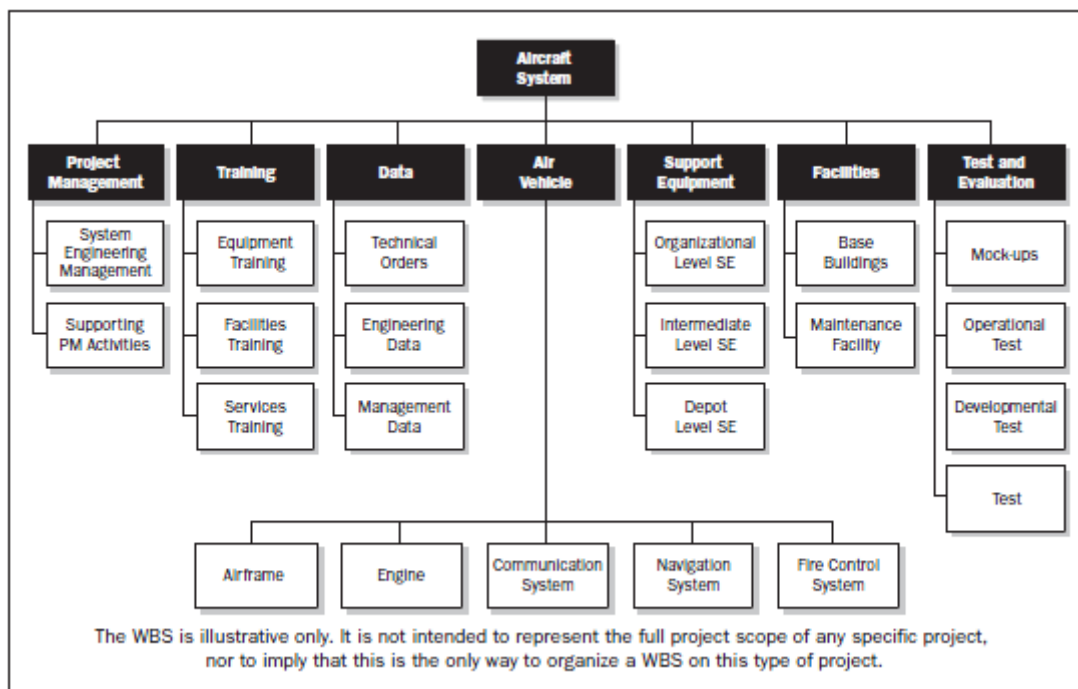 Aircraft
System
Project
Management
Training
Data
Air
Vehicle
Support
Equipment
Facilities
Test and
Evaluation
System
Engineering
Management
Supporting
PM Activities
Equipment
Training
Facilities
Training
Services
Training
Technical
Orders
Engineering
Data
Management
Data
Organizational
Level SE
Intermediate
Level SE
Depot
Level SE
Base
Buildings
Maintenance
Facility
Mock-ups
Operational
Test
Developmental
Test
Test
Airframe
Engine
Communication
System
Navigation
System
Fire Control
System
The WBS is illustrative only. It is not intended to represent the full project scope of any specific project,
nor to imply that this is the only way to organize a WBS on this type of project.